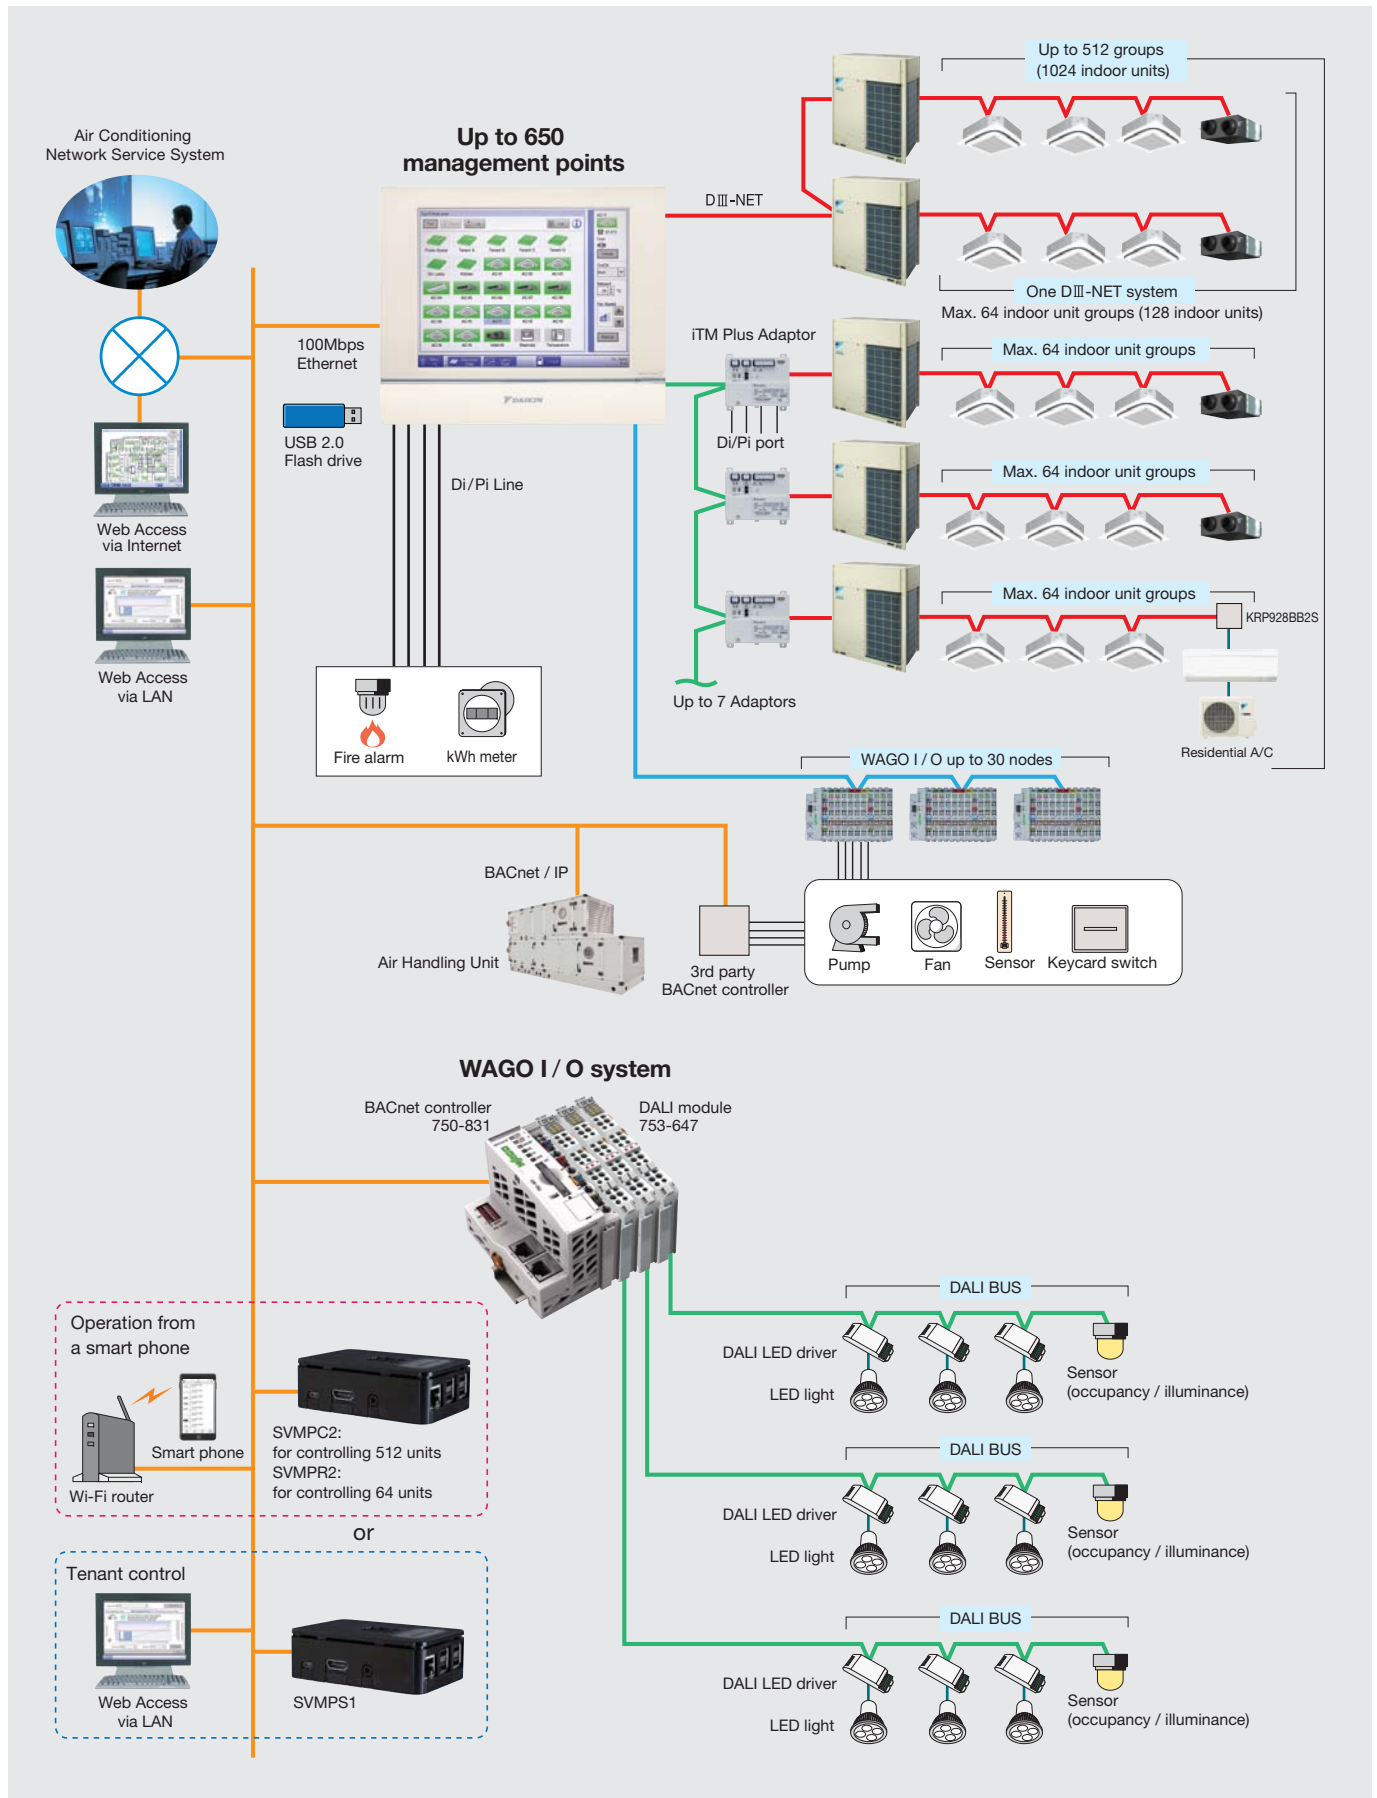 Up to 512 groups
(1024 indoor units)
Air Conditioning
Network Service System
Up to 650
management points
DIII-NET
One DIII-NET system
Max. 64 indoor unit groups (128 indoor units)
100Mbps
Ethernet
iTM Plus Adaptor
Max. 64 indoor unit groups
DAIKIN
USB 2.0
Flash drive
Di/Pi port
Di/Pi Line
Max. 64 indoor unit groups
Web Access
via Internet
Max. 64 indoor unit groups
KRP928BB2S
Web Access
via LAN
Up to 7 Adaptors
Fire alarm
kWh meter
Residential A/C
WAGO I / O up to 30 nodes
BACnet / IP
Air Handling Unit
3rd party
BACnet controller
Pump
Fan
Sensor
Keycard switch
WAGO I / O system
BACnet controller
750-831
DALI module
753-647
DALI BUS
DALI LED driver
LED light
Sensor
(occupancy / illuminance)
Operation from
a smart phone
Smart phone
Wi-Fi router
SVMPC2:
for controlling 512 units
SVMPR2:
for controlling 64 units
DALI BUS
DALI LED driver
LED light
Sensor
(occupancy / illuminance)
or
Tenant control
Web Access
via LAN
SVMPS1
DALI BUS
DALI LED driver
LED light
Sensor
(occupancy / illuminance)